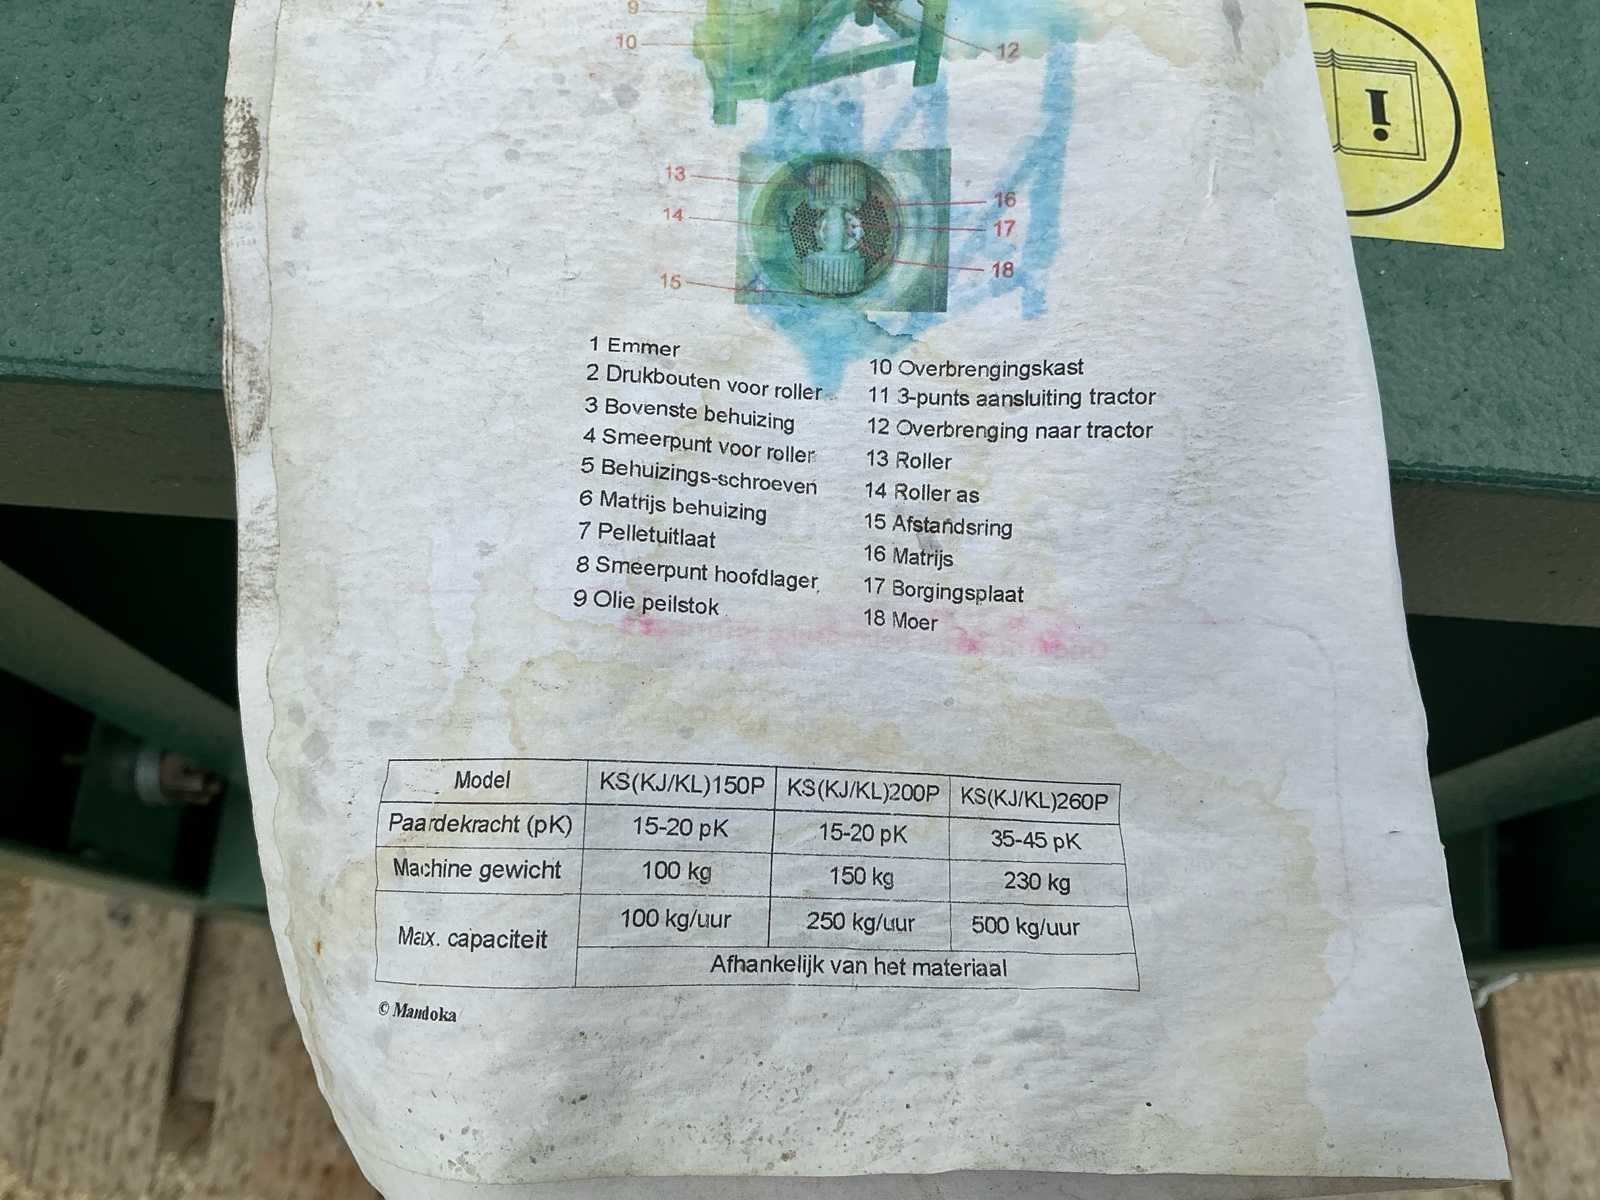 9
10
12
13
14
15
16
17
18
1 Emmer
2 Drukbouten voor roller
3 Bovenste behuizing
4 Smeerpunt voor roller
5 Behuizings-schroeven
6 Matrijs behuizing
7 Pelletuitlaat
8 Smeerpunt hoofdlager,
9 Olie peilstok
10 Overbrengingskast
11 3-punts aansluiting tractor
12 Overbrenging naar tractor
13 Roller
14 Roller as
15 Afstandsring
16 Matrijs
17 Borgingsplaat
18 Moer
Model KS(KJ/KL)150P KS(KJ/KL)200P KS(KJ/KL)260P
Paardekracht (pK) 15-20 pK 15-20 pK 35-45 pK
Machine gewicht 100 kg 150 kg 230 kg
Max. capaciteit 100 kg/uur 250 kg/uur 500 kg/uur
Afhankelijk van het materiaal
© Mandoka